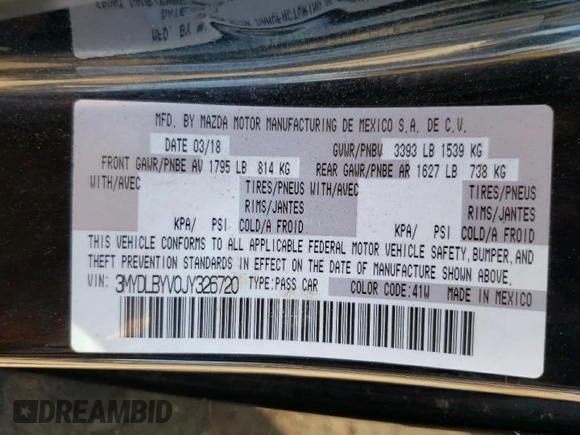 MFD. BY MAZDA MOTOR MANUFACTURING DE MEXICO S.A. DE C.V.
DATE 03/18 GVWR/PNBV 3393 LB 1539 KG
FRONT GAWR/PNBE AV 1795 LB 814 KG REAR GAWR/PNBE AR 1627 LB 738 KG
WITH/AVEC TIRES/PNEUS WITH/AVEC TIRES/PNEUS
RIMS/JANTES RIMS/JANTES
KPA/ PSI COLD/A FROID KPA/ PSI COLD/A FROID
THIS VEHICLE CONFORMS TO ALL APPLICABLE FEDERAL MOTOR VEHICLE SAFETY, BUMPER, AND
THEFT PREVENTION STANDARDS IN EFFECT ON THE DATE OF MANUFACTURE SHOWN ABOVE.
VIN: 3MYDLBYV0JY326720 TYPE:PASS CAR COLOR CODE:41W MADE IN MEXICO
DREAMBID